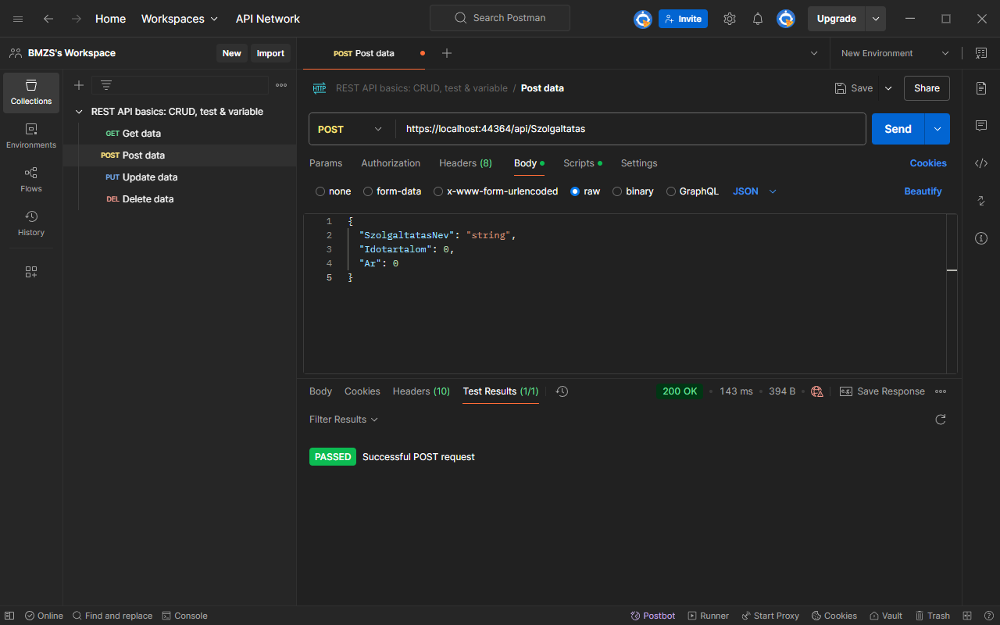 Home Workspaces API Network Search Postman Invite Upgrade
BMZS's Workspace New Import POST Post data New Environment
Collections
Environments
Flows
History
REST API basics: CRUD, test & variable
GET Get data
POST Post data
PUT Update data
DEL Delete data
HTTP REST API basics: CRUD, test & variable / Post data Save Share
POST https://localhost:44364/api/Szolgaltatas Send
Params Authorization Headers (8) Body Scripts Settings Cookies
none form-data x-www-form-urlencoded raw binary GraphQL JSON Beautify
1 {
2 "SzolgaltatasNev": "string",
3 "Idotartalom": 0,
4 "Ar": 0
5 }
Body Cookies Headers (10) Test Results (1/1) 200 OK 143 ms 394 B e.g. Save Response
Filter Results
PASSED Successful POST request
Online Find and replace Console Postbot Runner Start Proxy Cookies Vault Trash